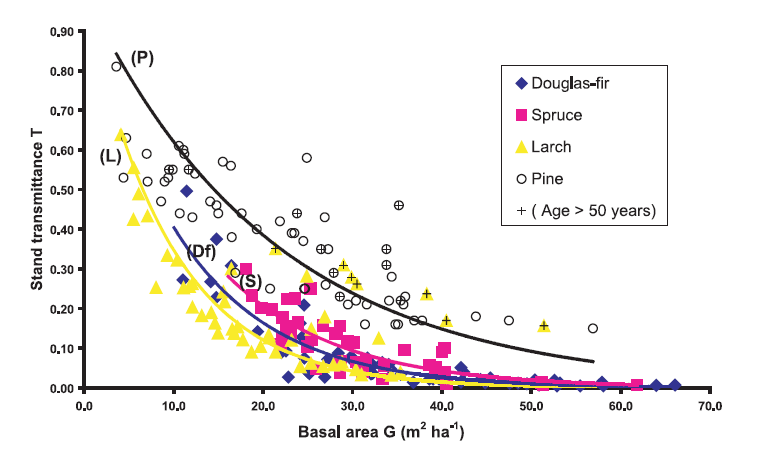 0.90
(P)
0.80
Douglas-fir
0.70
Spruce
0.60
Larch
(L)
Pine
0.50
+ ( Age > 50 years)
0.40
(Df)
0.30
(S)
0.20
0.10
0.00
Stand transmittance T
0.0 10.0 20.0 30.0 40.0 50.0 60.0 70.0
Basal area G (m² ha⁻¹)